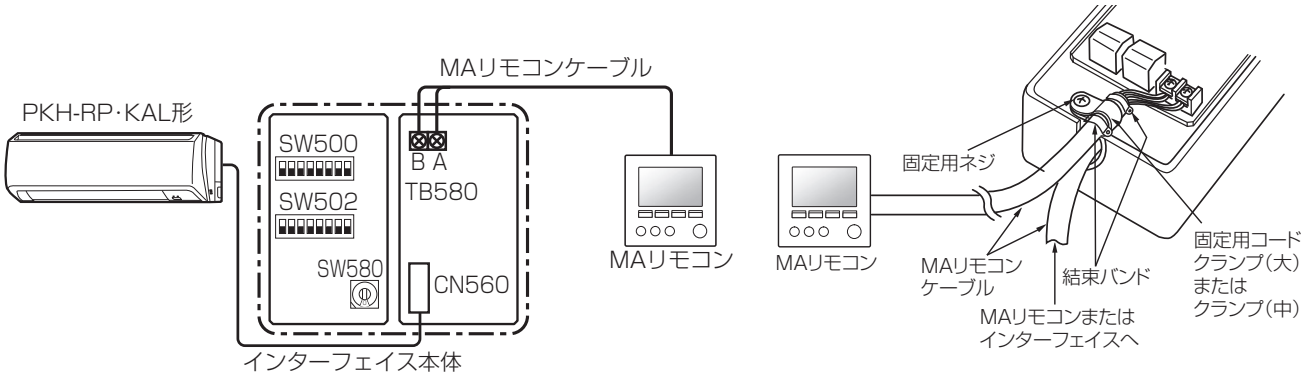 MAリモコンケーブル
PKH-RP・KAL形
SW500
SW502
SW580
B A
TB580
CN560
インターフェイス本体
MAリモコン
MAリモコン
固定用ネジ
MAリモコン
ケーブル
結束バンド
MAリモコンまたは
インターフェイスへ
固定用コード
クランプ(大)
または
クランプ(中)